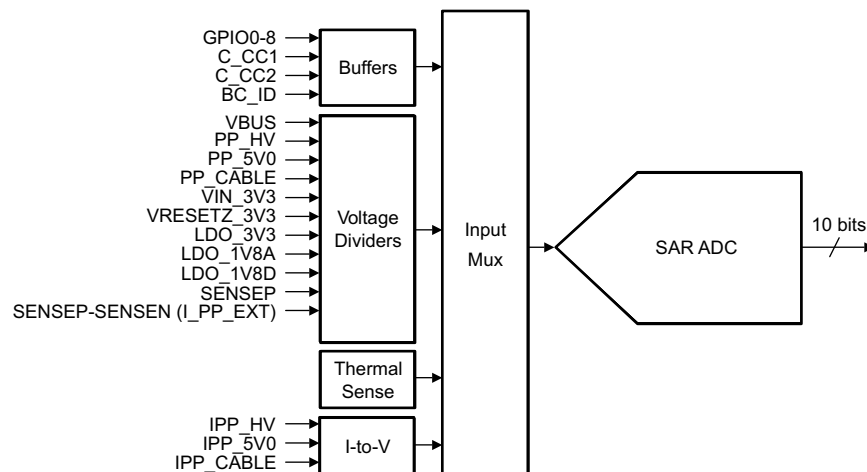 GPIO0-8
C_CC1
C_CC2
BC_ID
Buffers
VBUS
PP_HV
PP_5V0
PP_CABLE
VIN_3V3
VRESETZ_3V3
LDO_3V3
LDO_1V8A
LDO_1V8D
SENSEP
SENSEP-SENSEN (I_PP_EXT)
Voltage
Dividers
Thermal
Sense
IPP_HV
IPP_5V0
IPP_CABLE
I-to-V
Input
Mux
SAR ADC
10 bits